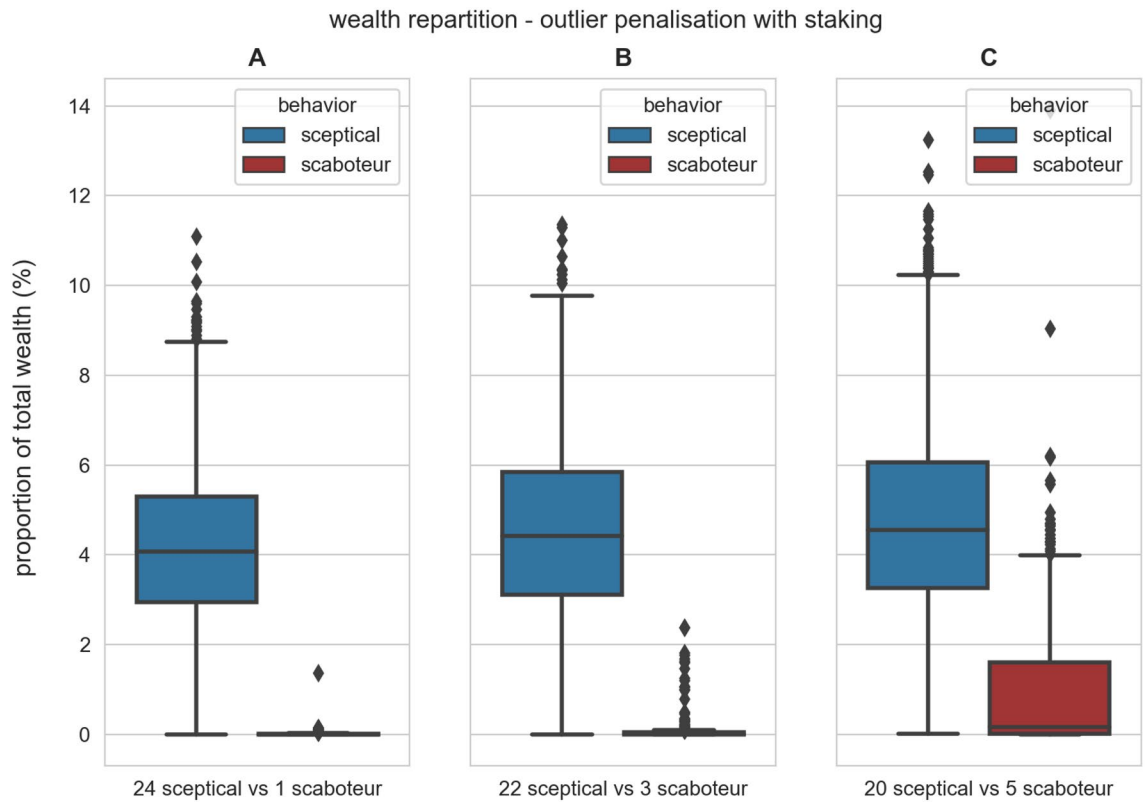 wealth repartition - outlier penalisation with staking
A
B
C
proportion of total wealth (%)
14
12
10
8
6
4
2
0
behavior
sceptical
scaboteur
behavior
sceptical
scaboteur
behavior
sceptical
scaboteur
24 sceptical vs 1 scaboteur
22 sceptical vs 3 scaboteur
20 sceptical vs 5 scaboteur